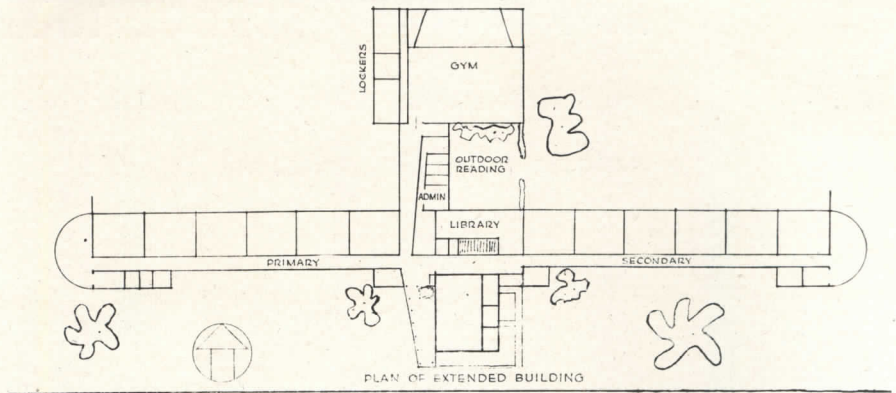 LOCKERS
GYM
OUTDOOR
READING
ADMIN
LIBRARY
PRIMARY
SECONDARY
PLAN OF EXTENDED BUILDING